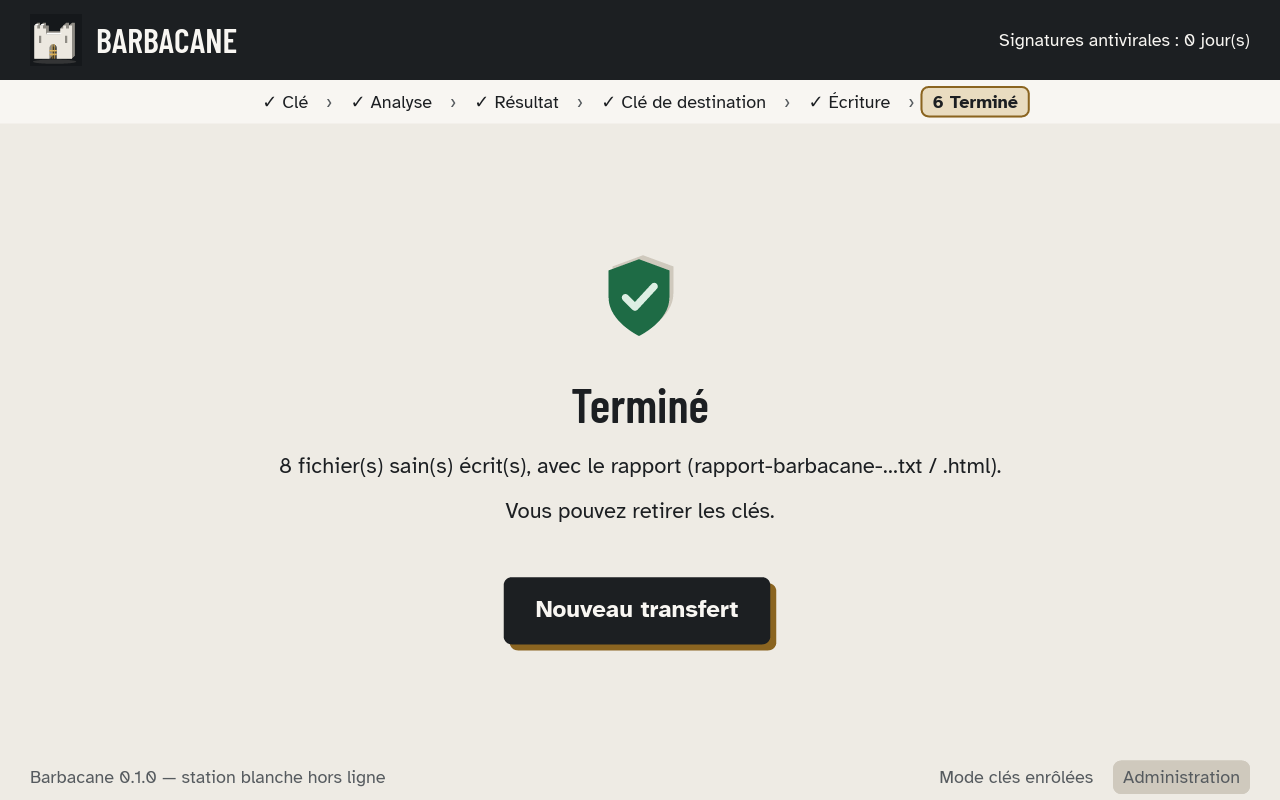 BARBACANE
Signatures antivirales : 0 jour(s)
✓ Clé › ✓ Analyse › ✓ Résultat › ✓ Clé de destination › ✓ Écriture › 6 Terminé
Terminé
8 fichier(s) sain(s) écrit(s), avec le rapport (rapport-barbacane-...txt / .html).
Vous pouvez retirer les clés.
Nouveau transfert
Barbacane 0.1.0 — station blanche hors ligne
Mode clés enrôlées
Administration